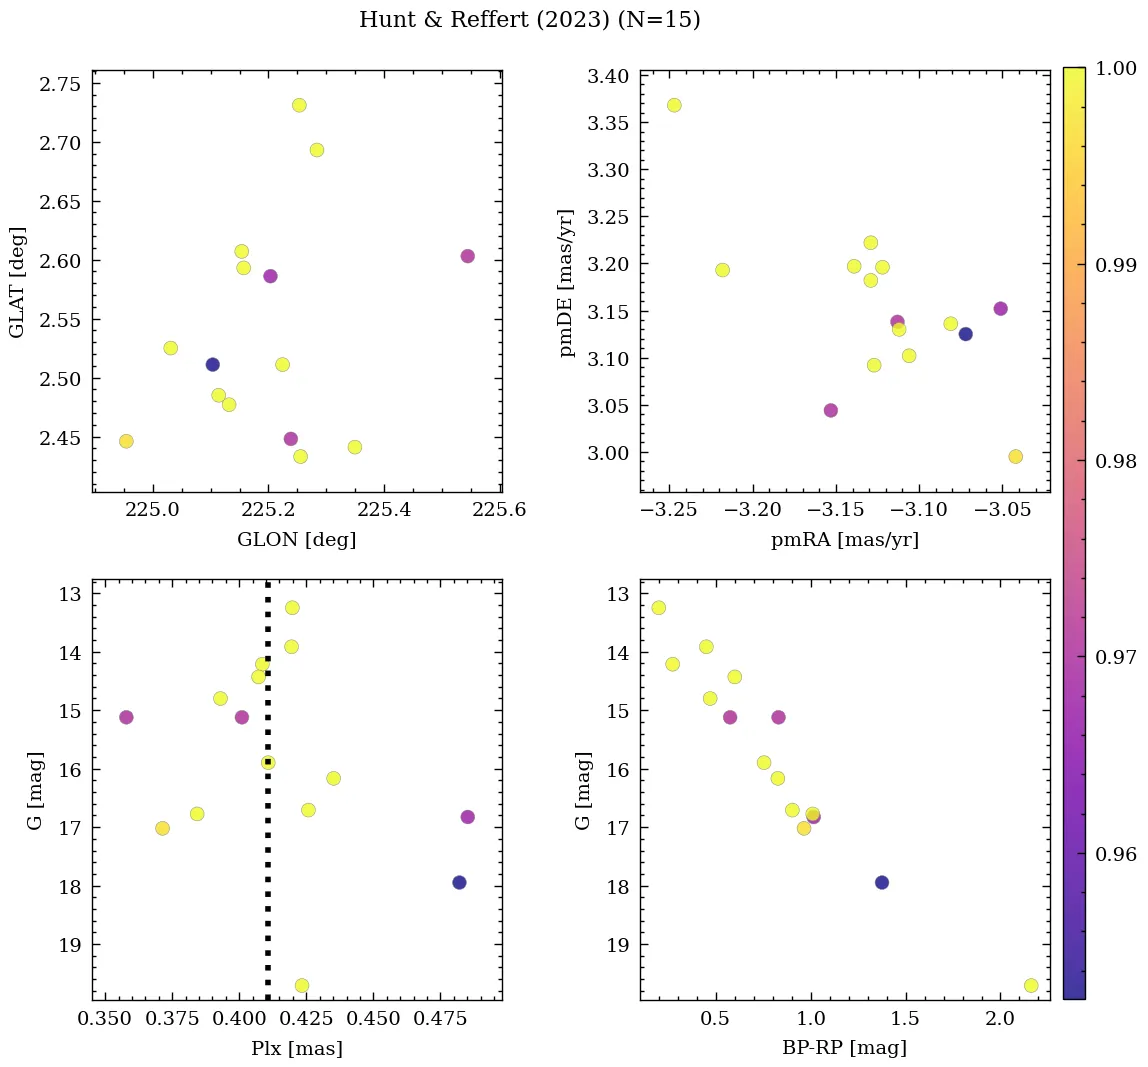 Hunt & Reffert (2023) (N=15)
2.75
2.70
2.65
2.60
2.55
2.50
2.45
GLAT [deg]
225.0 225.2 225.4 225.6
GLON [deg]
3.40
3.35
3.30
3.25
3.20
3.15
3.10
3.05
3.00
pmDE [mas/yr]
−3.25 −3.20 −3.15 −3.10 −3.05
pmRA [mas/yr]
1.00
0.99
0.98
0.97
0.96
13
14
15
16
17
18
19
G [mag]
0.350 0.375 0.400 0.425 0.450 0.475
Plx [mas]
13
14
15
16
17
18
19
G [mag]
0.5 1.0 1.5 2.0
BP-RP [mag]